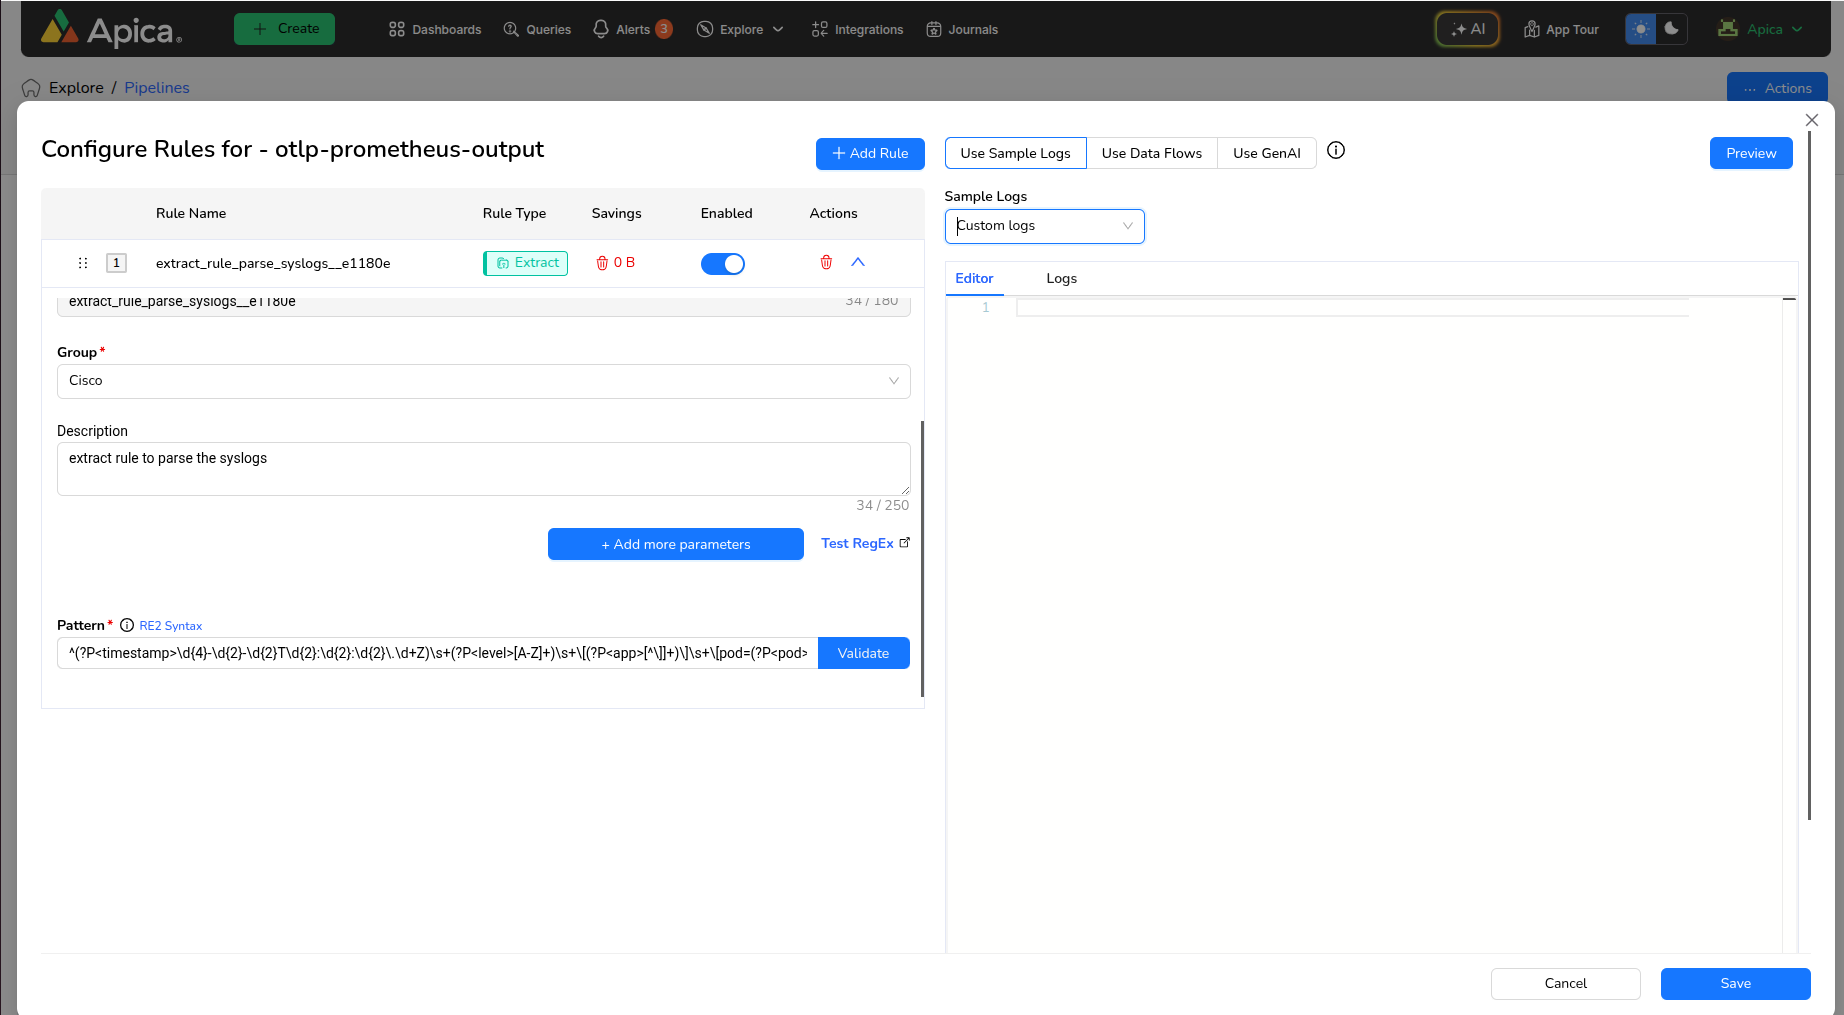 Apica
Create
Dashboards
Queries
Alerts 3
Explore
Integrations
Journals
AI
App Tour
Apica
Explore / Pipelines
... Actions
Configure Rules for - otlp-prometheus-output
+ Add Rule
Use Sample Logs
Use Data Flows
Use GenAI
Preview
Rule Name
Rule Type
Savings
Enabled
Actions
1
extract_rule_parse_syslogs__e1180e
Extract
0 B
extract_rule_parse_syslogs__e1180e
34 / 180
Group *
Cisco
Description
extract rule to parse the syslogs
34 / 250
+ Add more parameters
Test RegEx
Pattern * RE2 Syntax
^(?P<timestamp>\d{4}-\d{2}-\d{2}T\d{2}:\d{2}:\d{2}\.\d+Z)\s+(?P<level>[A-Z]+)\s+\[(?P<app>[^\]]+)\]\s+\[pod=(?P<pod>
Validate
Sample Logs
Custom logs
Editor
Logs
1
Cancel
Save